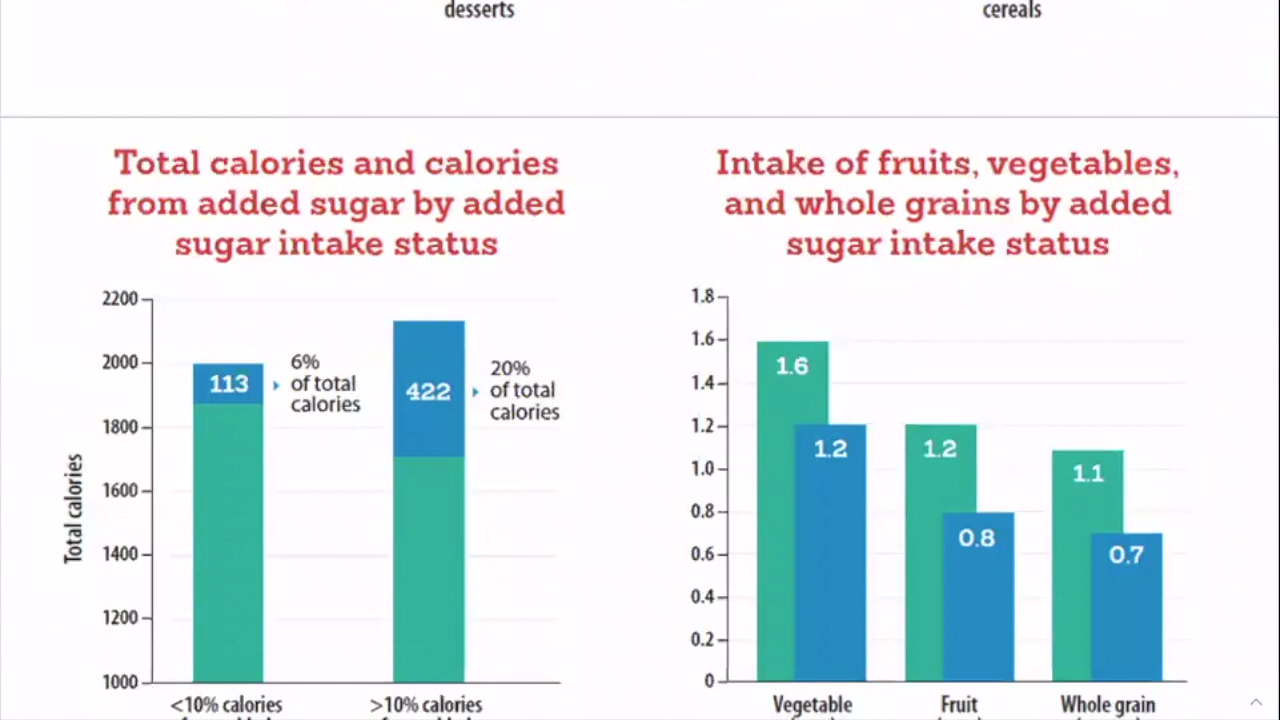 desserts
cereals
Total calories and calories
from added sugar by added
sugar intake status
2200
2000
1800
1600
1400
1200
1000
Total calories
113
6%
of total
calories
422
20%
of total
calories
<10% calories
>10% calories
Intake of fruits, vegetables,
and whole grains by added
sugar intake status
1.8
1.6
1.4
1.2
1.0
0.8
0.6
0.4
0.2
0
1.6
1.2
1.2
0.8
1.1
0.7
Vegetable
Fruit
Whole grain